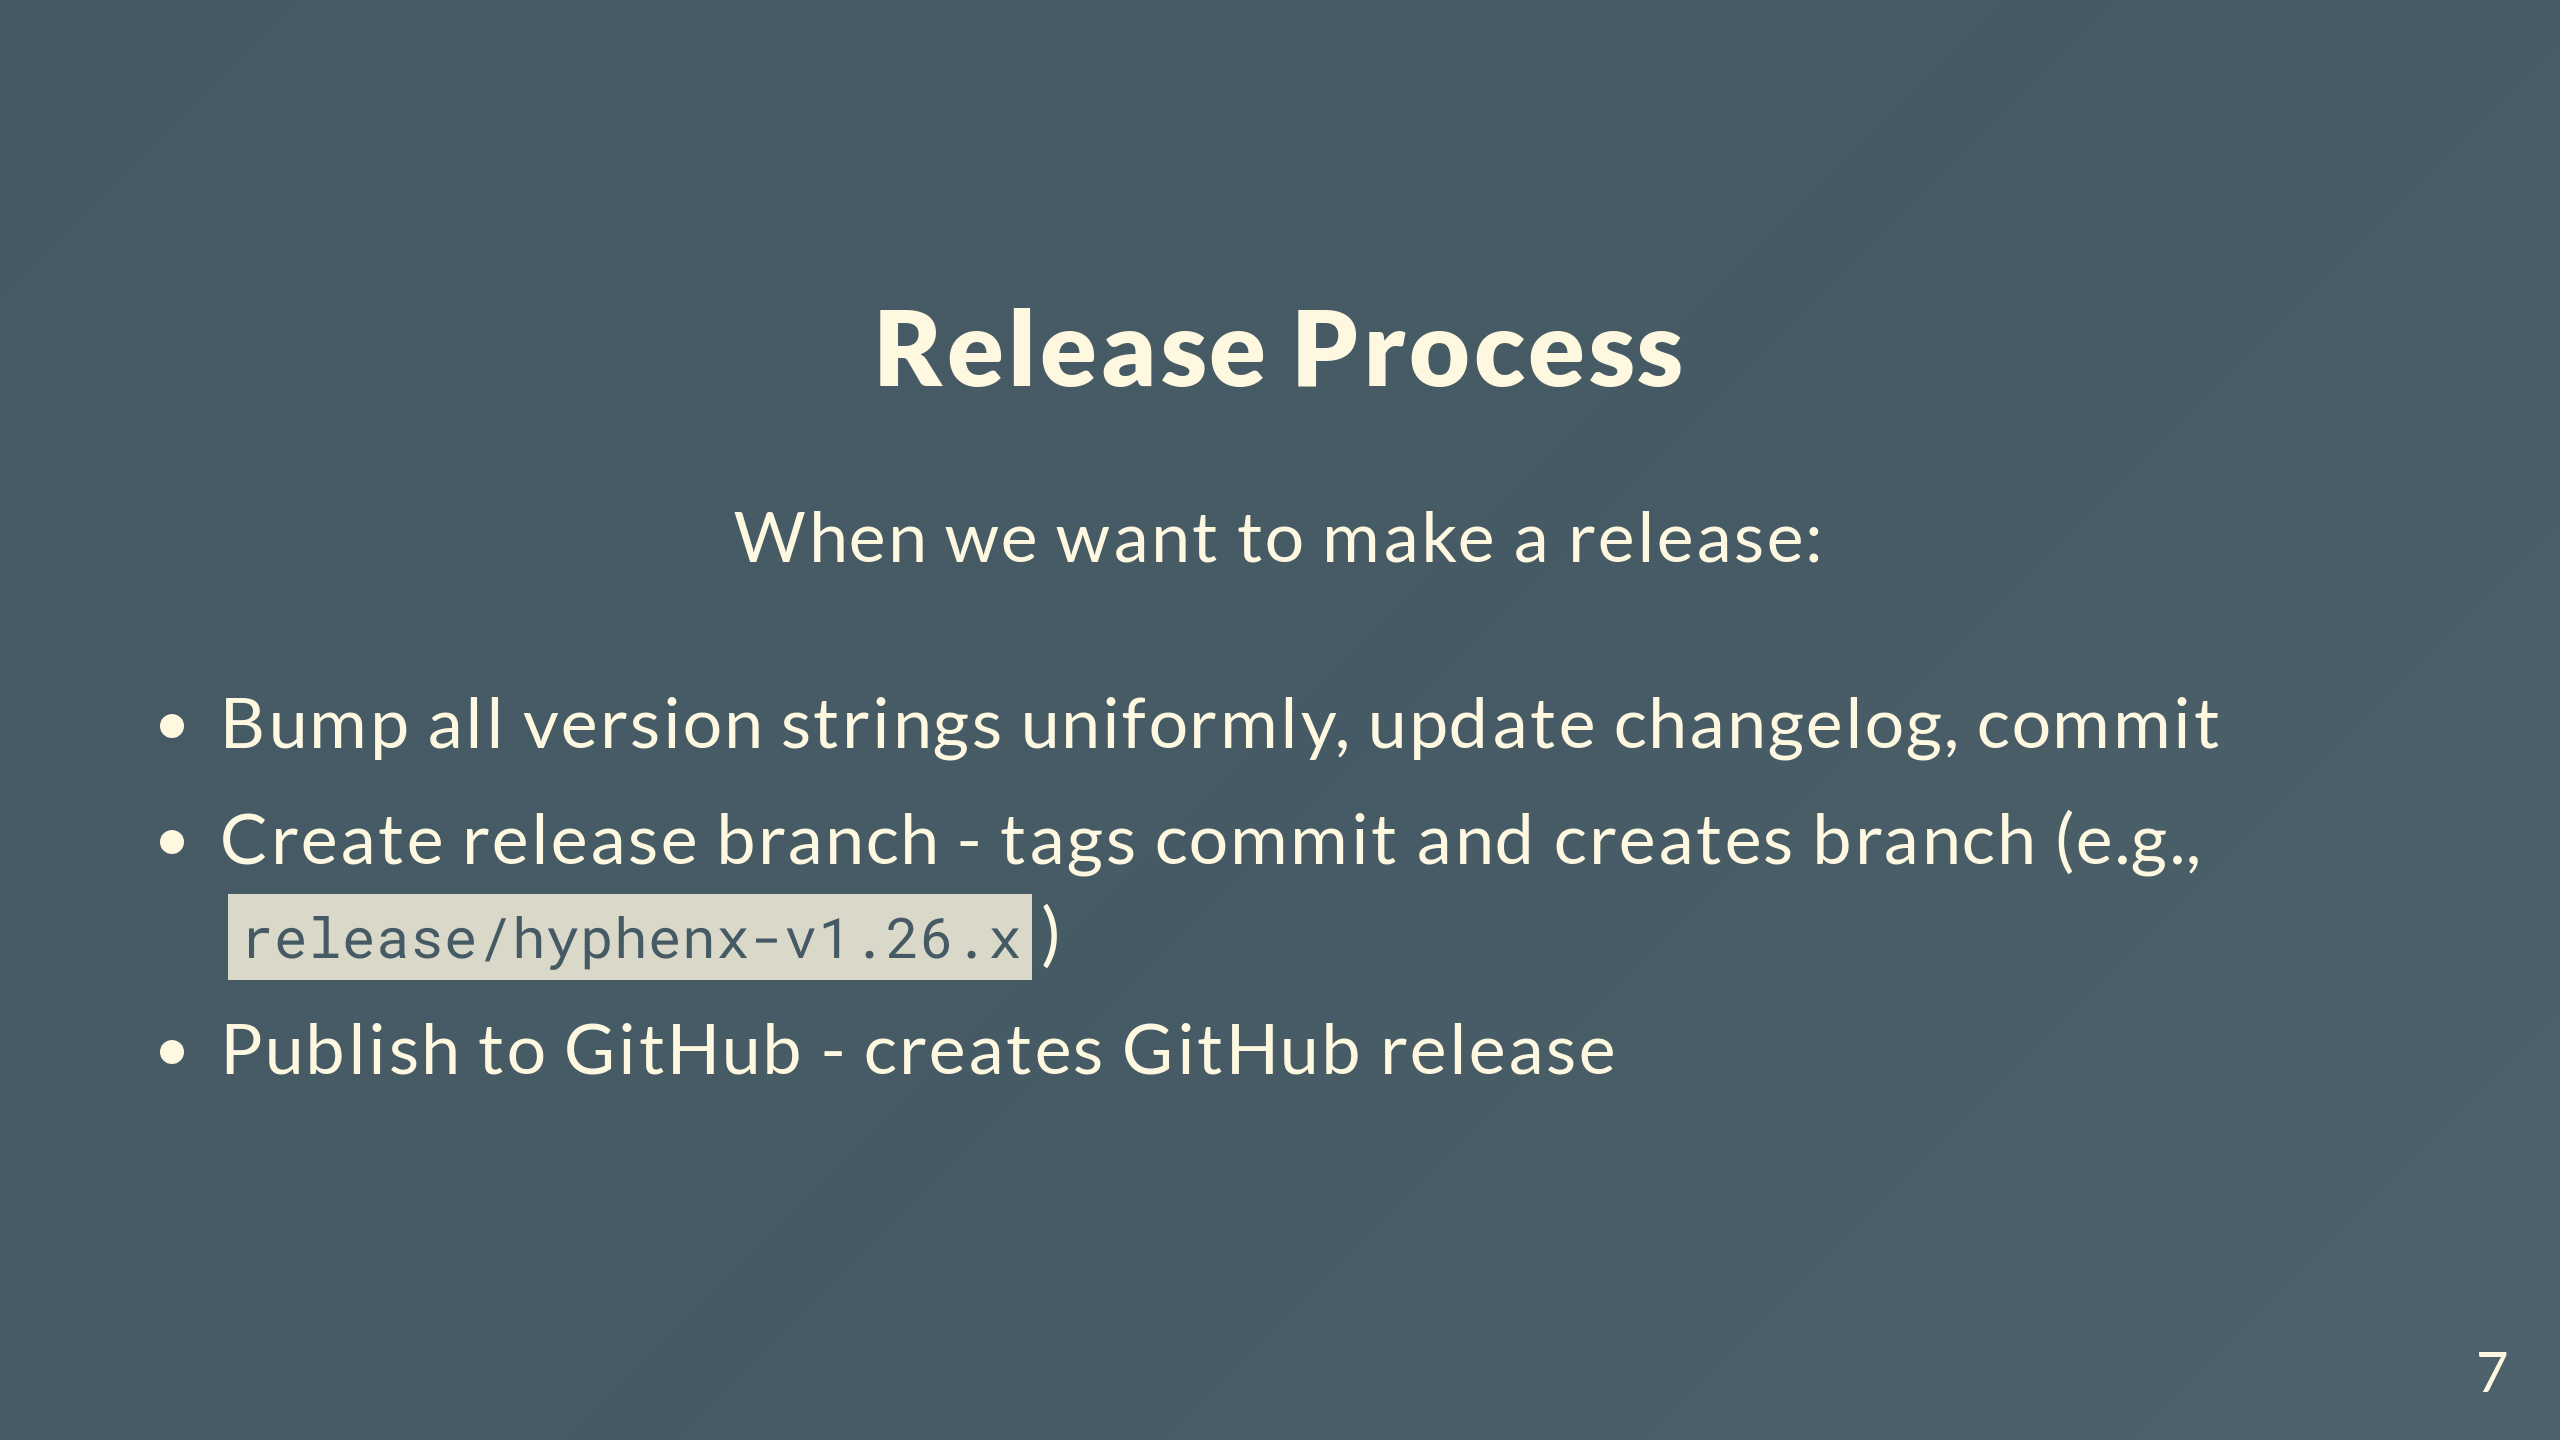 Release Process
When we want to make a release:
• Bump all version strings uniformly, update changelog, commit
• Create release branch - tags commit and creates branch (e.g.,
release/hyphenx-v1.26.x)
• Publish to GitHub - creates GitHub release
7